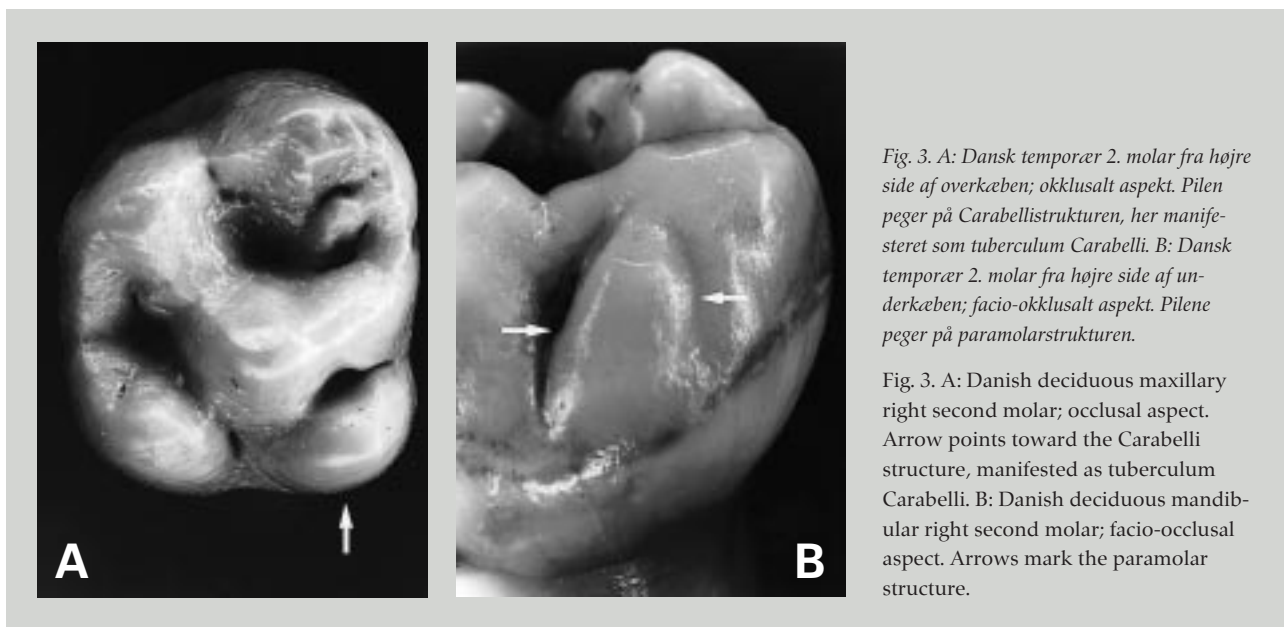 A
B
Fig. 3. A: Dansk temporær 2. molar fra højre
side af overkæben; okklusalt aspekt. Pilen
peger på Carabellistrukturen, her manife-
steret som tuberculum Carabelli. B: Dansk
temporær 2. molar fra højre side af un-
derkæben; facio-okklusalt aspekt. Pilene
peger på paramolarstrukturen.
Fig. 3. A: Danish deciduous maxillary
right second molar; occlusal aspect.
Arrow points toward the Carabelli
structure, manifested as tuberculum
Carabelli. B: Danish deciduous mandib-
ular right second molar; facio-occlusal
aspect. Arrows mark the paramolar
structure.